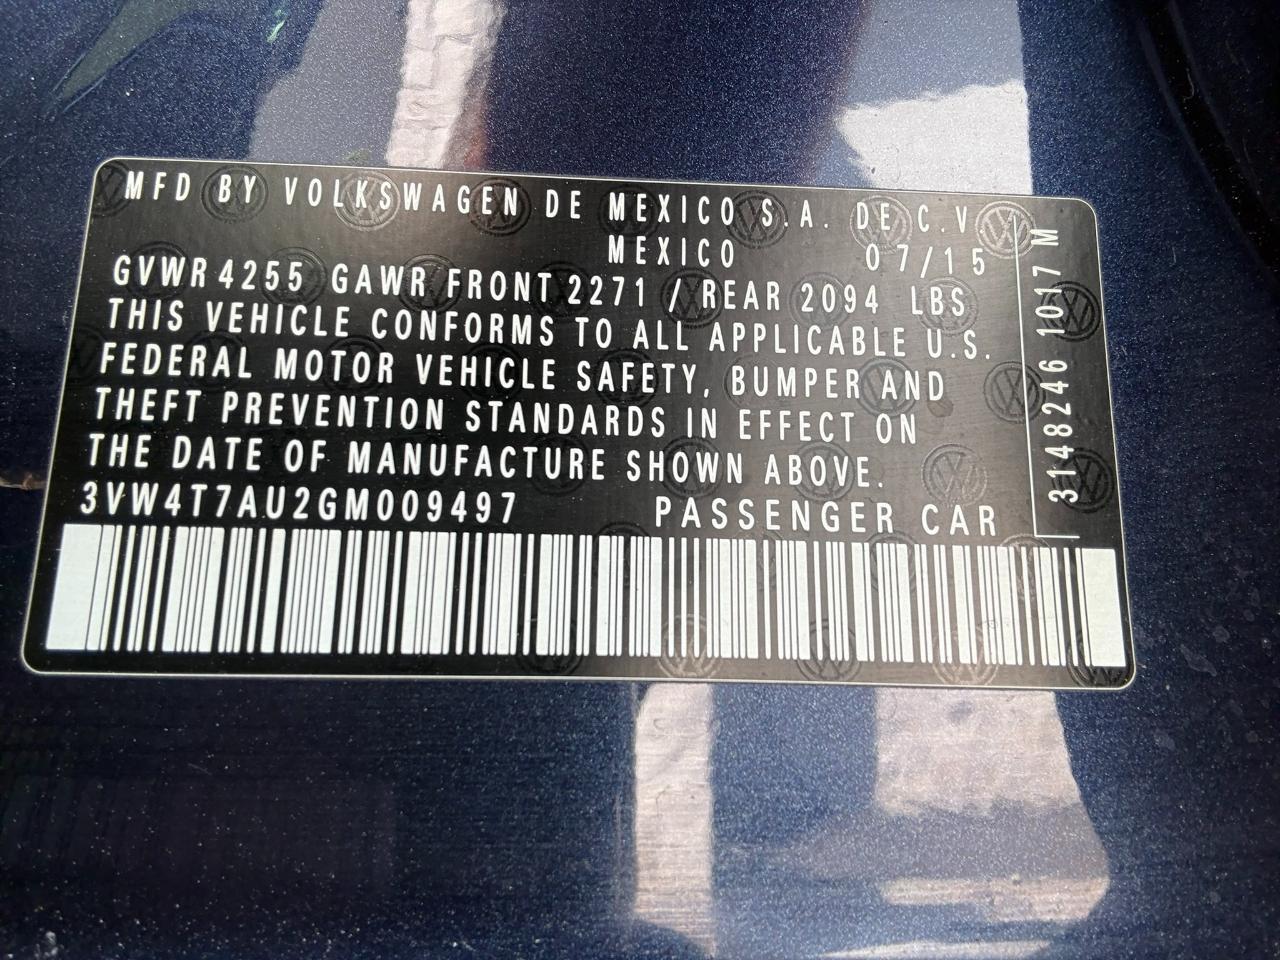 MFD BY VOLKSWAGEN DE MEXICO S.A. DE C.V.
MEXICO 07/15
GVWR 4255 GAWR FRONT 2271 / REAR 2094 LBS
THIS VEHICLE CONFORMS TO ALL APPLICABLE U.S.
FEDERAL MOTOR VEHICLE SAFETY, BUMPER AND
THEFT PREVENTION STANDARDS IN EFFECT ON
THE DATE OF MANUFACTURE SHOWN ABOVE.
3VW4T7AU2GM009497 PASSENGER CAR
3148246 1017 M